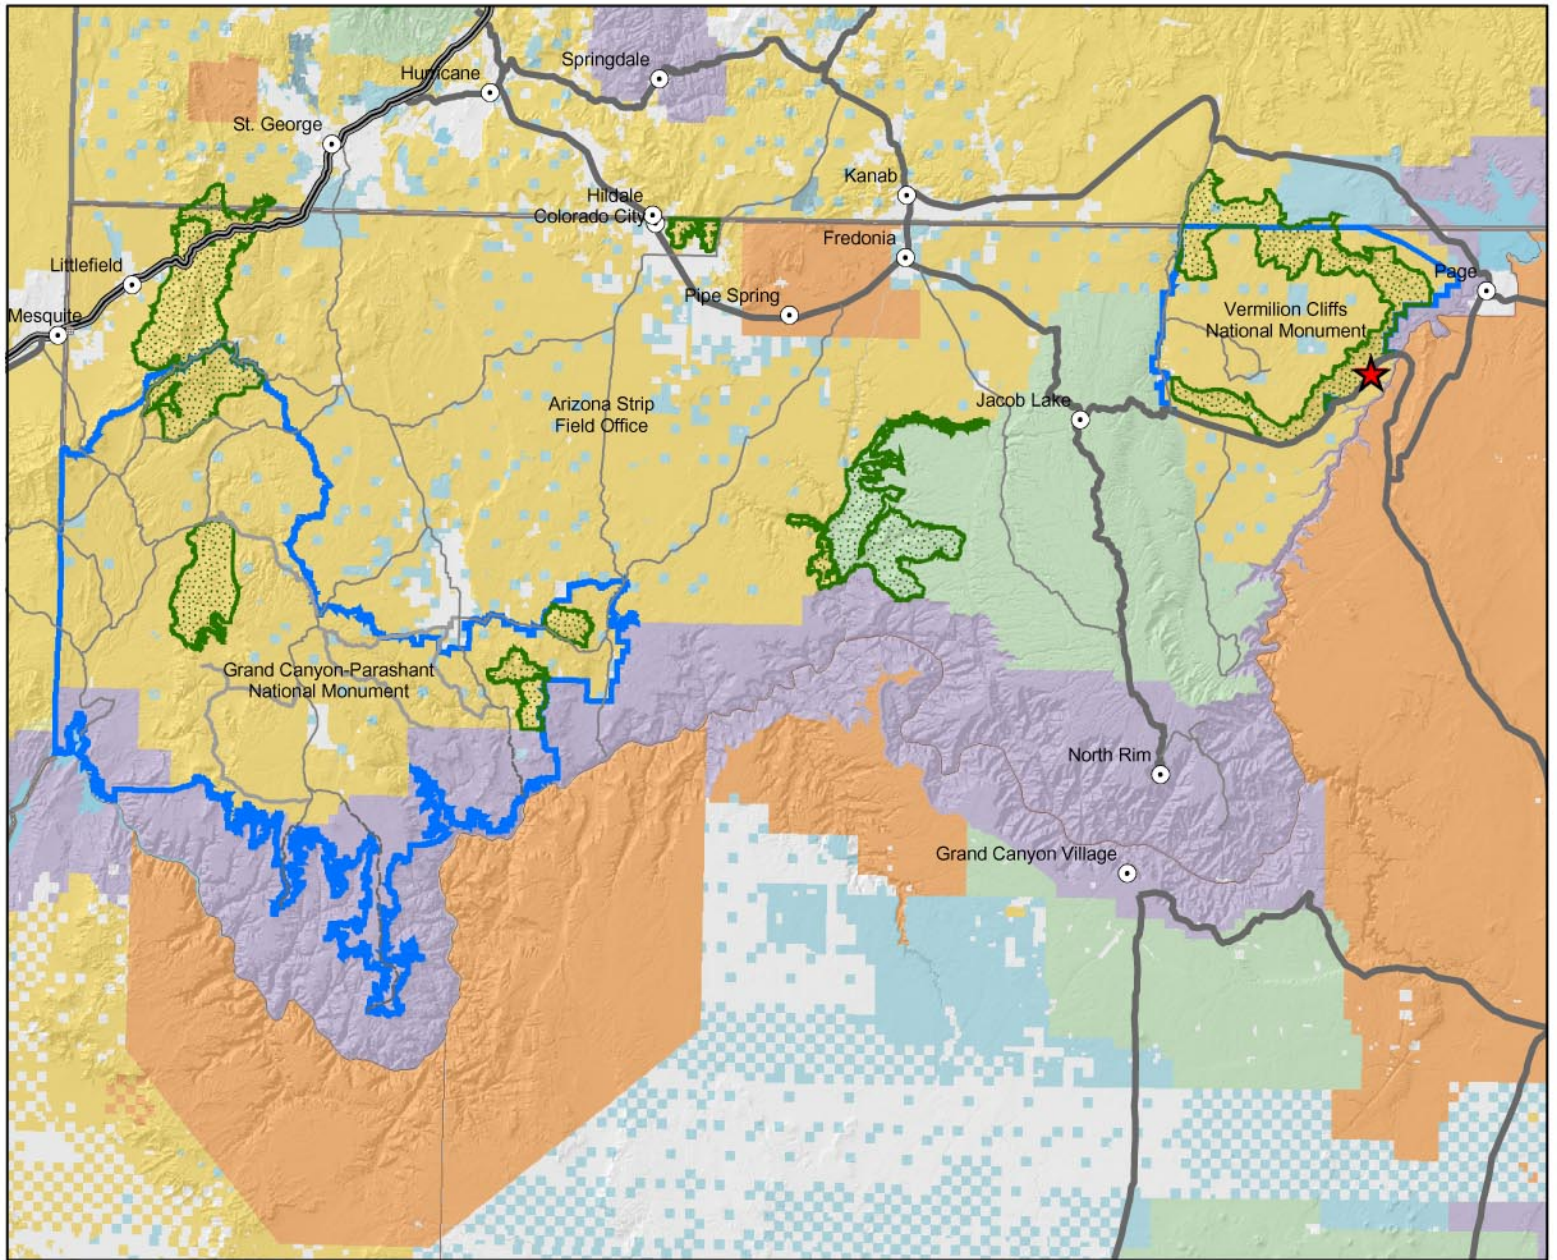 Springdale
Hurricane
St. George
Kanab
Hildale
Colorado City
Fredonia
Littlefield
Page
Pipe Spring
Mesquite
Vermilion Cliffs
National Monument
Jacob Lake
Arizona Strip
Field Office
Grand Canyon-Parashant
National Monument
North Rim
Grand Canyon Village